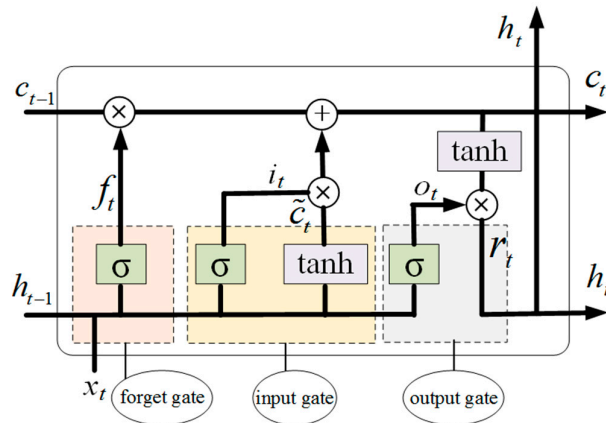 h_t
c_{t-1}
c_t
tanh
i_t
o_t
f_t
c̃_t
r_t
σ
σ
tanh
σ
h_{t-1}
h_t
x_t
forget gate
input gate
output gate